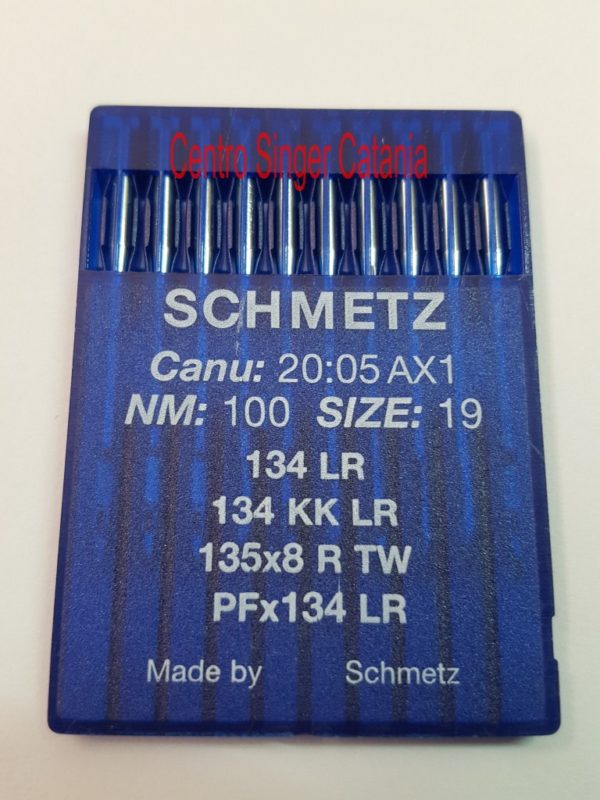 Centro Singer Catania
SCHMETZ
Canu: 20:05 AX1
NM: 100 SIZE: 19
134 LR
134 KK LR
135x8 R TW
PFx134 LR
Made by Schmetz